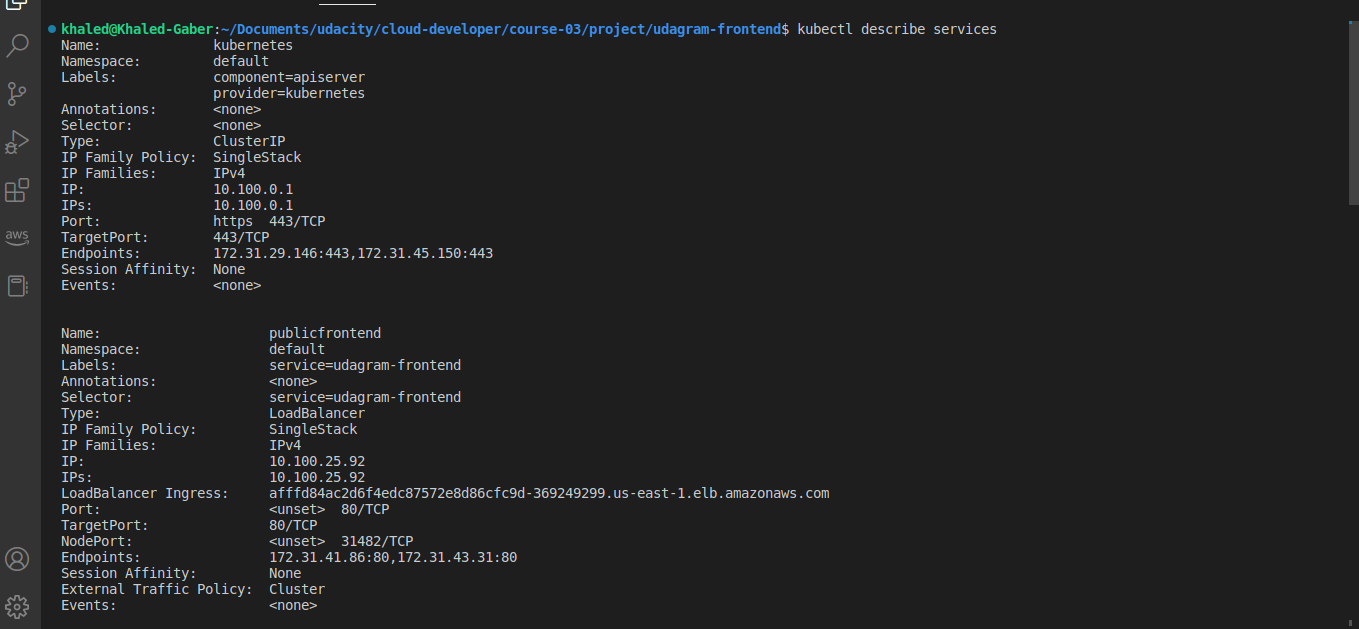 khaled@Khaled-Gaber:~/Documents/udacity/cloud-developer/course-03/project/udagram-frontend$ kubectl describe services
Name:              kubernetes
Namespace:         default
Labels:            component=apiserver
                   provider=kubernetes
Annotations:       <none>
Selector:          <none>
Type:              ClusterIP
IP Family Policy:  SingleStack
IP Families:       IPv4
IP:                10.100.0.1
IPs:               10.100.0.1
Port:              https  443/TCP
TargetPort:        443/TCP
Endpoints:         172.31.29.146:443,172.31.45.150:443
Session Affinity:  None
Events:            <none>
Name:                     publicfrontend
Namespace:                default
Labels:                   service=udagram-frontend
Annotations:              <none>
Selector:                 service=udagram-frontend
Type:                     LoadBalancer
IP Family Policy:         SingleStack
IP Families:              IPv4
IP:                       10.100.25.92
IPs:                      10.100.25.92
LoadBalancer Ingress:     afffd84ac2d6f4edc87572e8d86cfc9d-369249299.us-east-1.elb.amazonaws.com
Port:                     <unset>  80/TCP
TargetPort:               80/TCP
NodePort:                 <unset>  31482/TCP
Endpoints:                172.31.41.86:80,172.31.43.31:80
Session Affinity:         None
External Traffic Policy:  Cluster
Events:                   <none>
aws